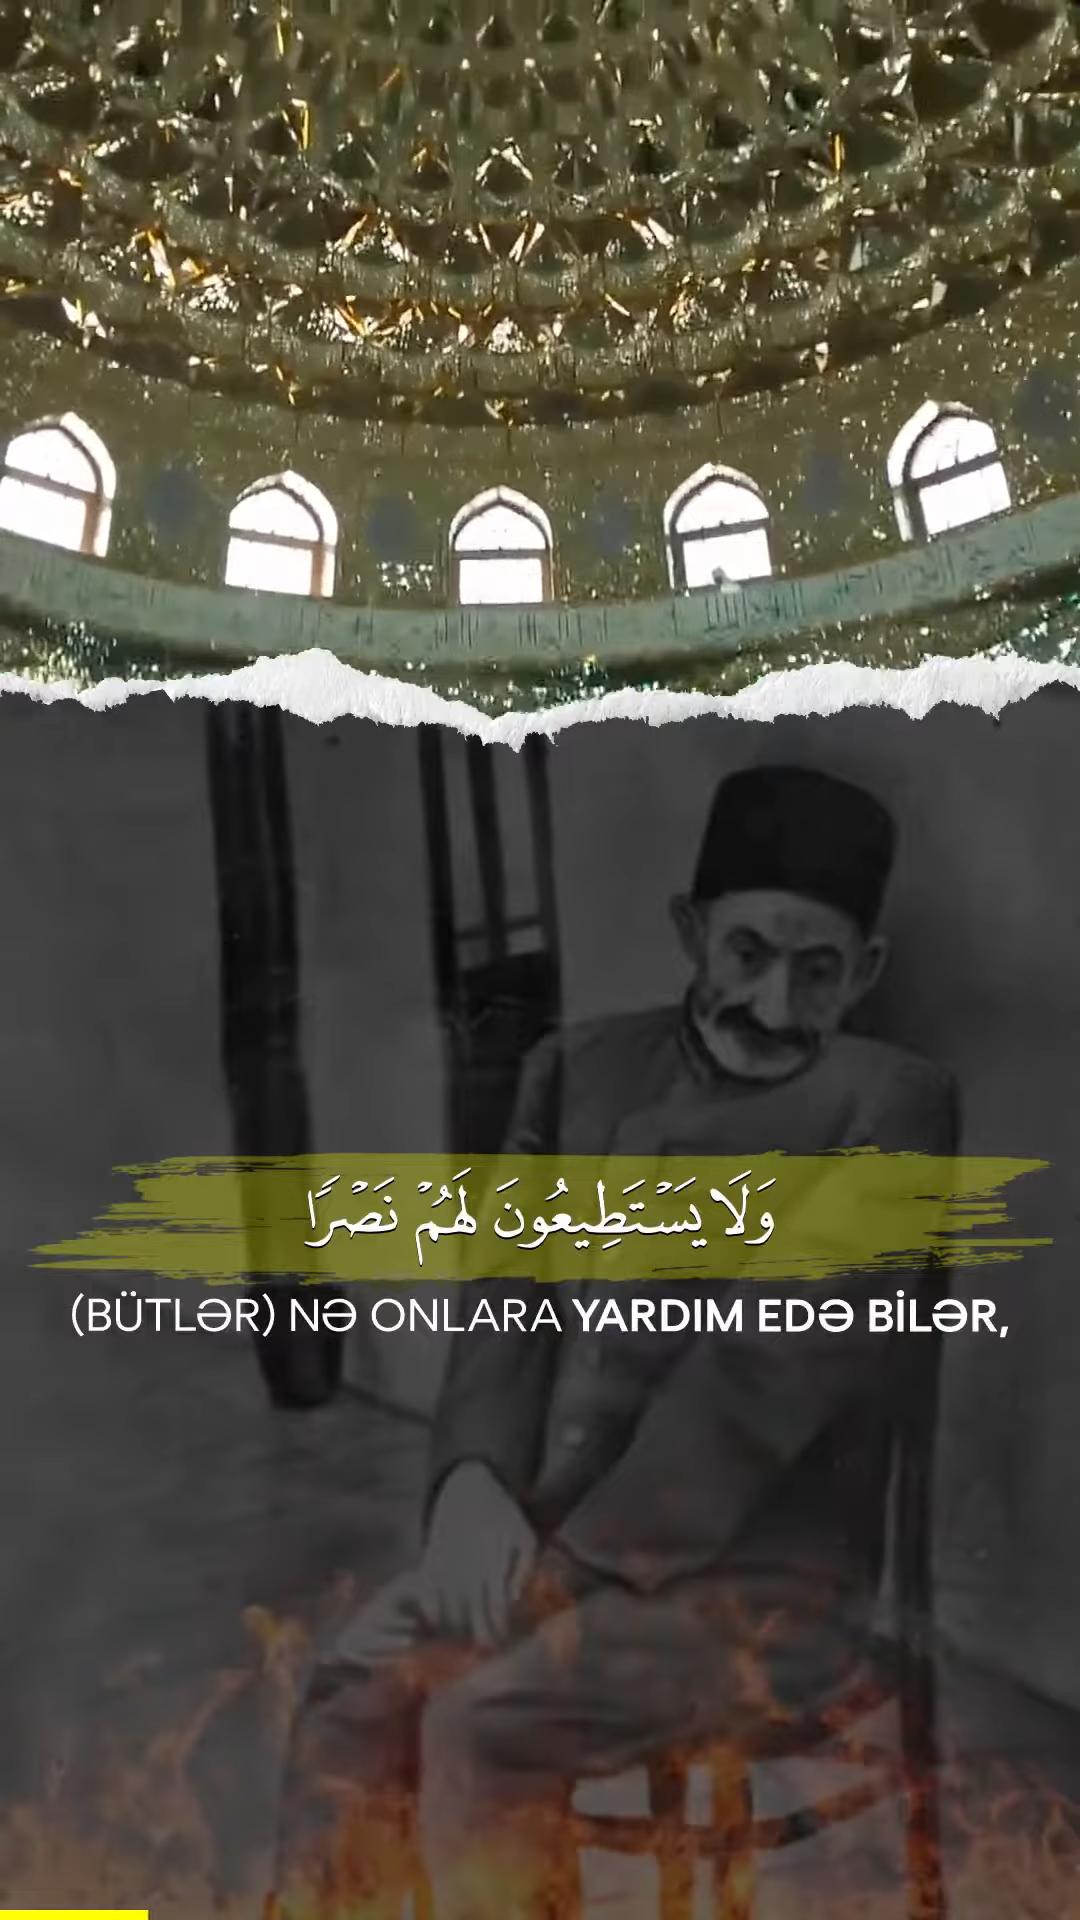 وَلَا يَسْتَطِيعُونَ لَهُمْ نَصْرًا
(BÜTLƏR) NƏ ONLARA YARDIM EDƏ BİLƏR,